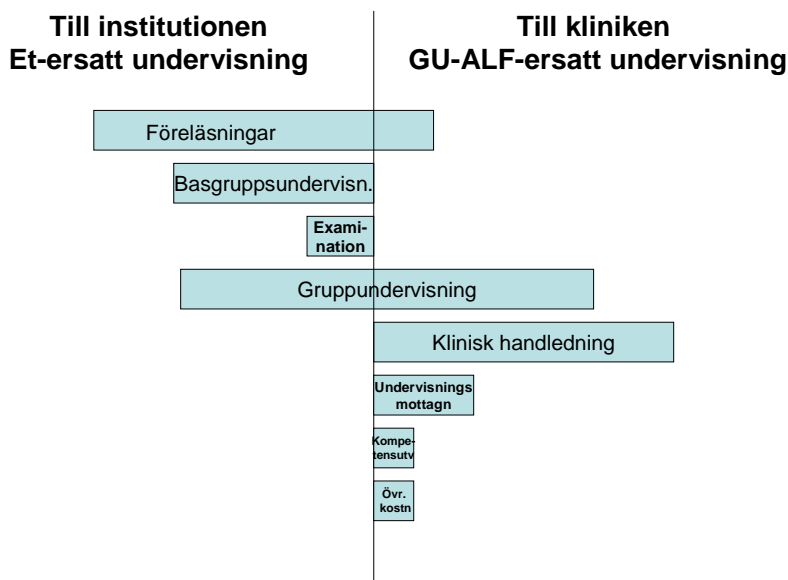 Till institutionen
Et-ersatt undervisning
Till kliniken
GU-ALF-ersatt undervisning
Föreläsningar
Basgruppsundervisn.
Exami-
nation
Gruppundervisning
Klinisk handledning
Undervisnings
mottagn
Kompe-
tensutv
Övr.
kostn